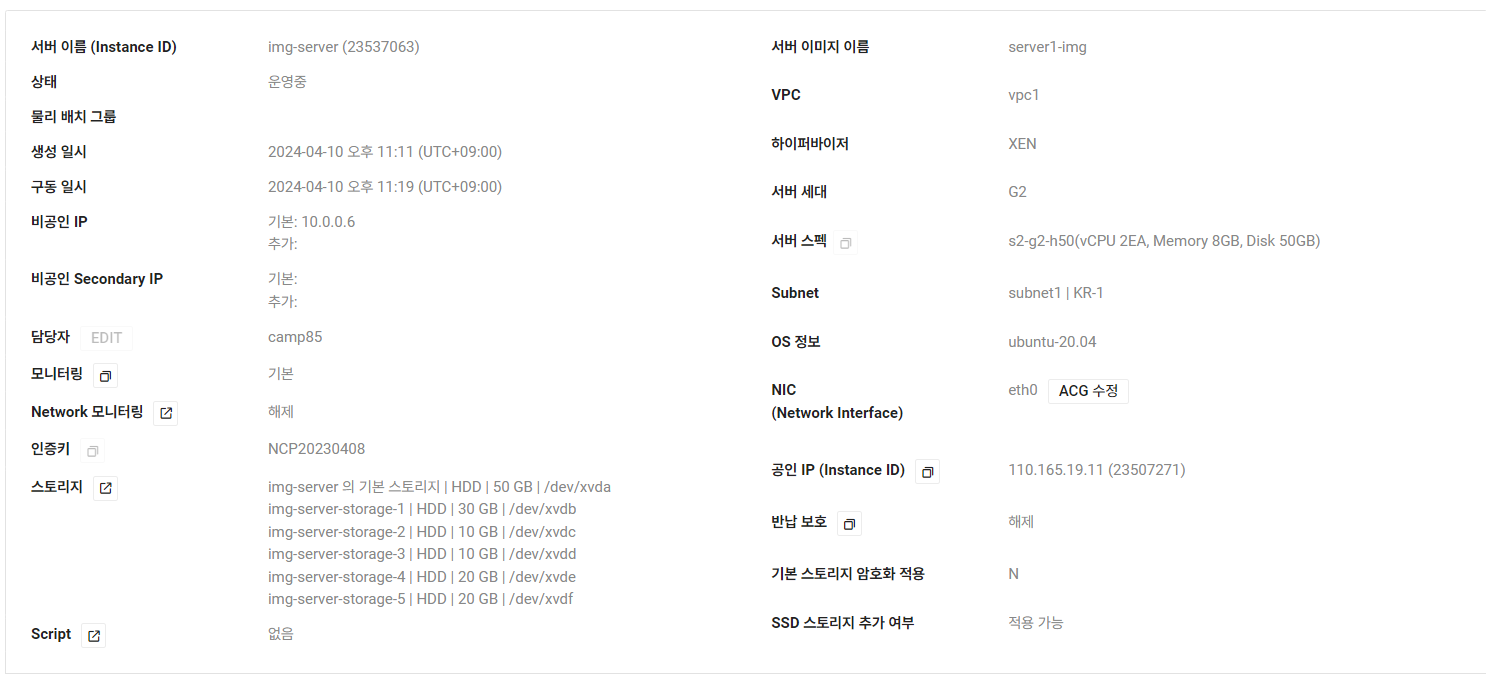 서버 이름 (Instance ID) img-server (23537063)
상태 운영중
물리 배치 그룹
생성 일시 2024-04-10 오후 11:11 (UTC+09:00)
구동 일시 2024-04-10 오후 11:19 (UTC+09:00)
비공인 IP 기본: 10.0.0.6
추가:
비공인 Secondary IP 기본:
추가:
담당자 EDIT camp85
모니터링 기본
Network 모니터링 해제
인증키 NCP20230408
스토리지 img-server 의 기본 스토리지 | HDD | 50 GB | /dev/xvda
img-server-storage-1 | HDD | 30 GB | /dev/xvdb
img-server-storage-2 | HDD | 10 GB | /dev/xvdc
img-server-storage-3 | HDD | 10 GB | /dev/xvdd
img-server-storage-4 | HDD | 20 GB | /dev/xvde
img-server-storage-5 | HDD | 20 GB | /dev/xvdf
Script 없음
서버 이미지 이름 server1-img
VPC vpc1
하이퍼바이저 XEN
서버 세대 G2
서버 스펙 s2-g2-h50(vCPU 2EA, Memory 8GB, Disk 50GB)
Subnet subnet1 | KR-1
OS 정보 ubuntu-20.04
NIC eth0 ACG 수정
(Network Interface)
공인 IP (Instance ID) 110.165.19.11 (23507271)
반납 보호 해제
기본 스토리지 암호화 적용 N
SSD 스토리지 추가 여부 적용 가능